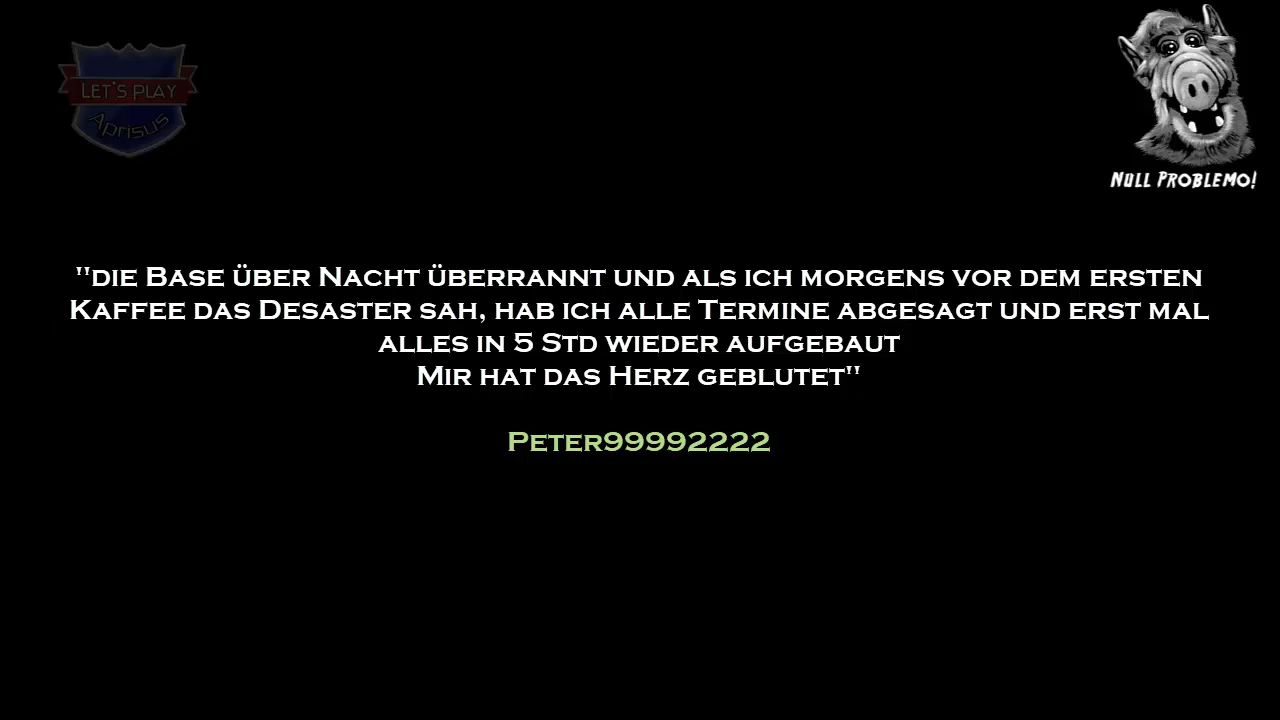 LET'S PLAY
Aprisus
NULL PROBLEMO!
"die Base über Nacht überrannt und als ich morgens vor dem ersten
Kaffee das Desaster sah, hab ich alle Termine abgesagt und erst mal
alles in 5 Std wieder aufgebaut
Mir hat das Herz geblutet"
Peter99992222